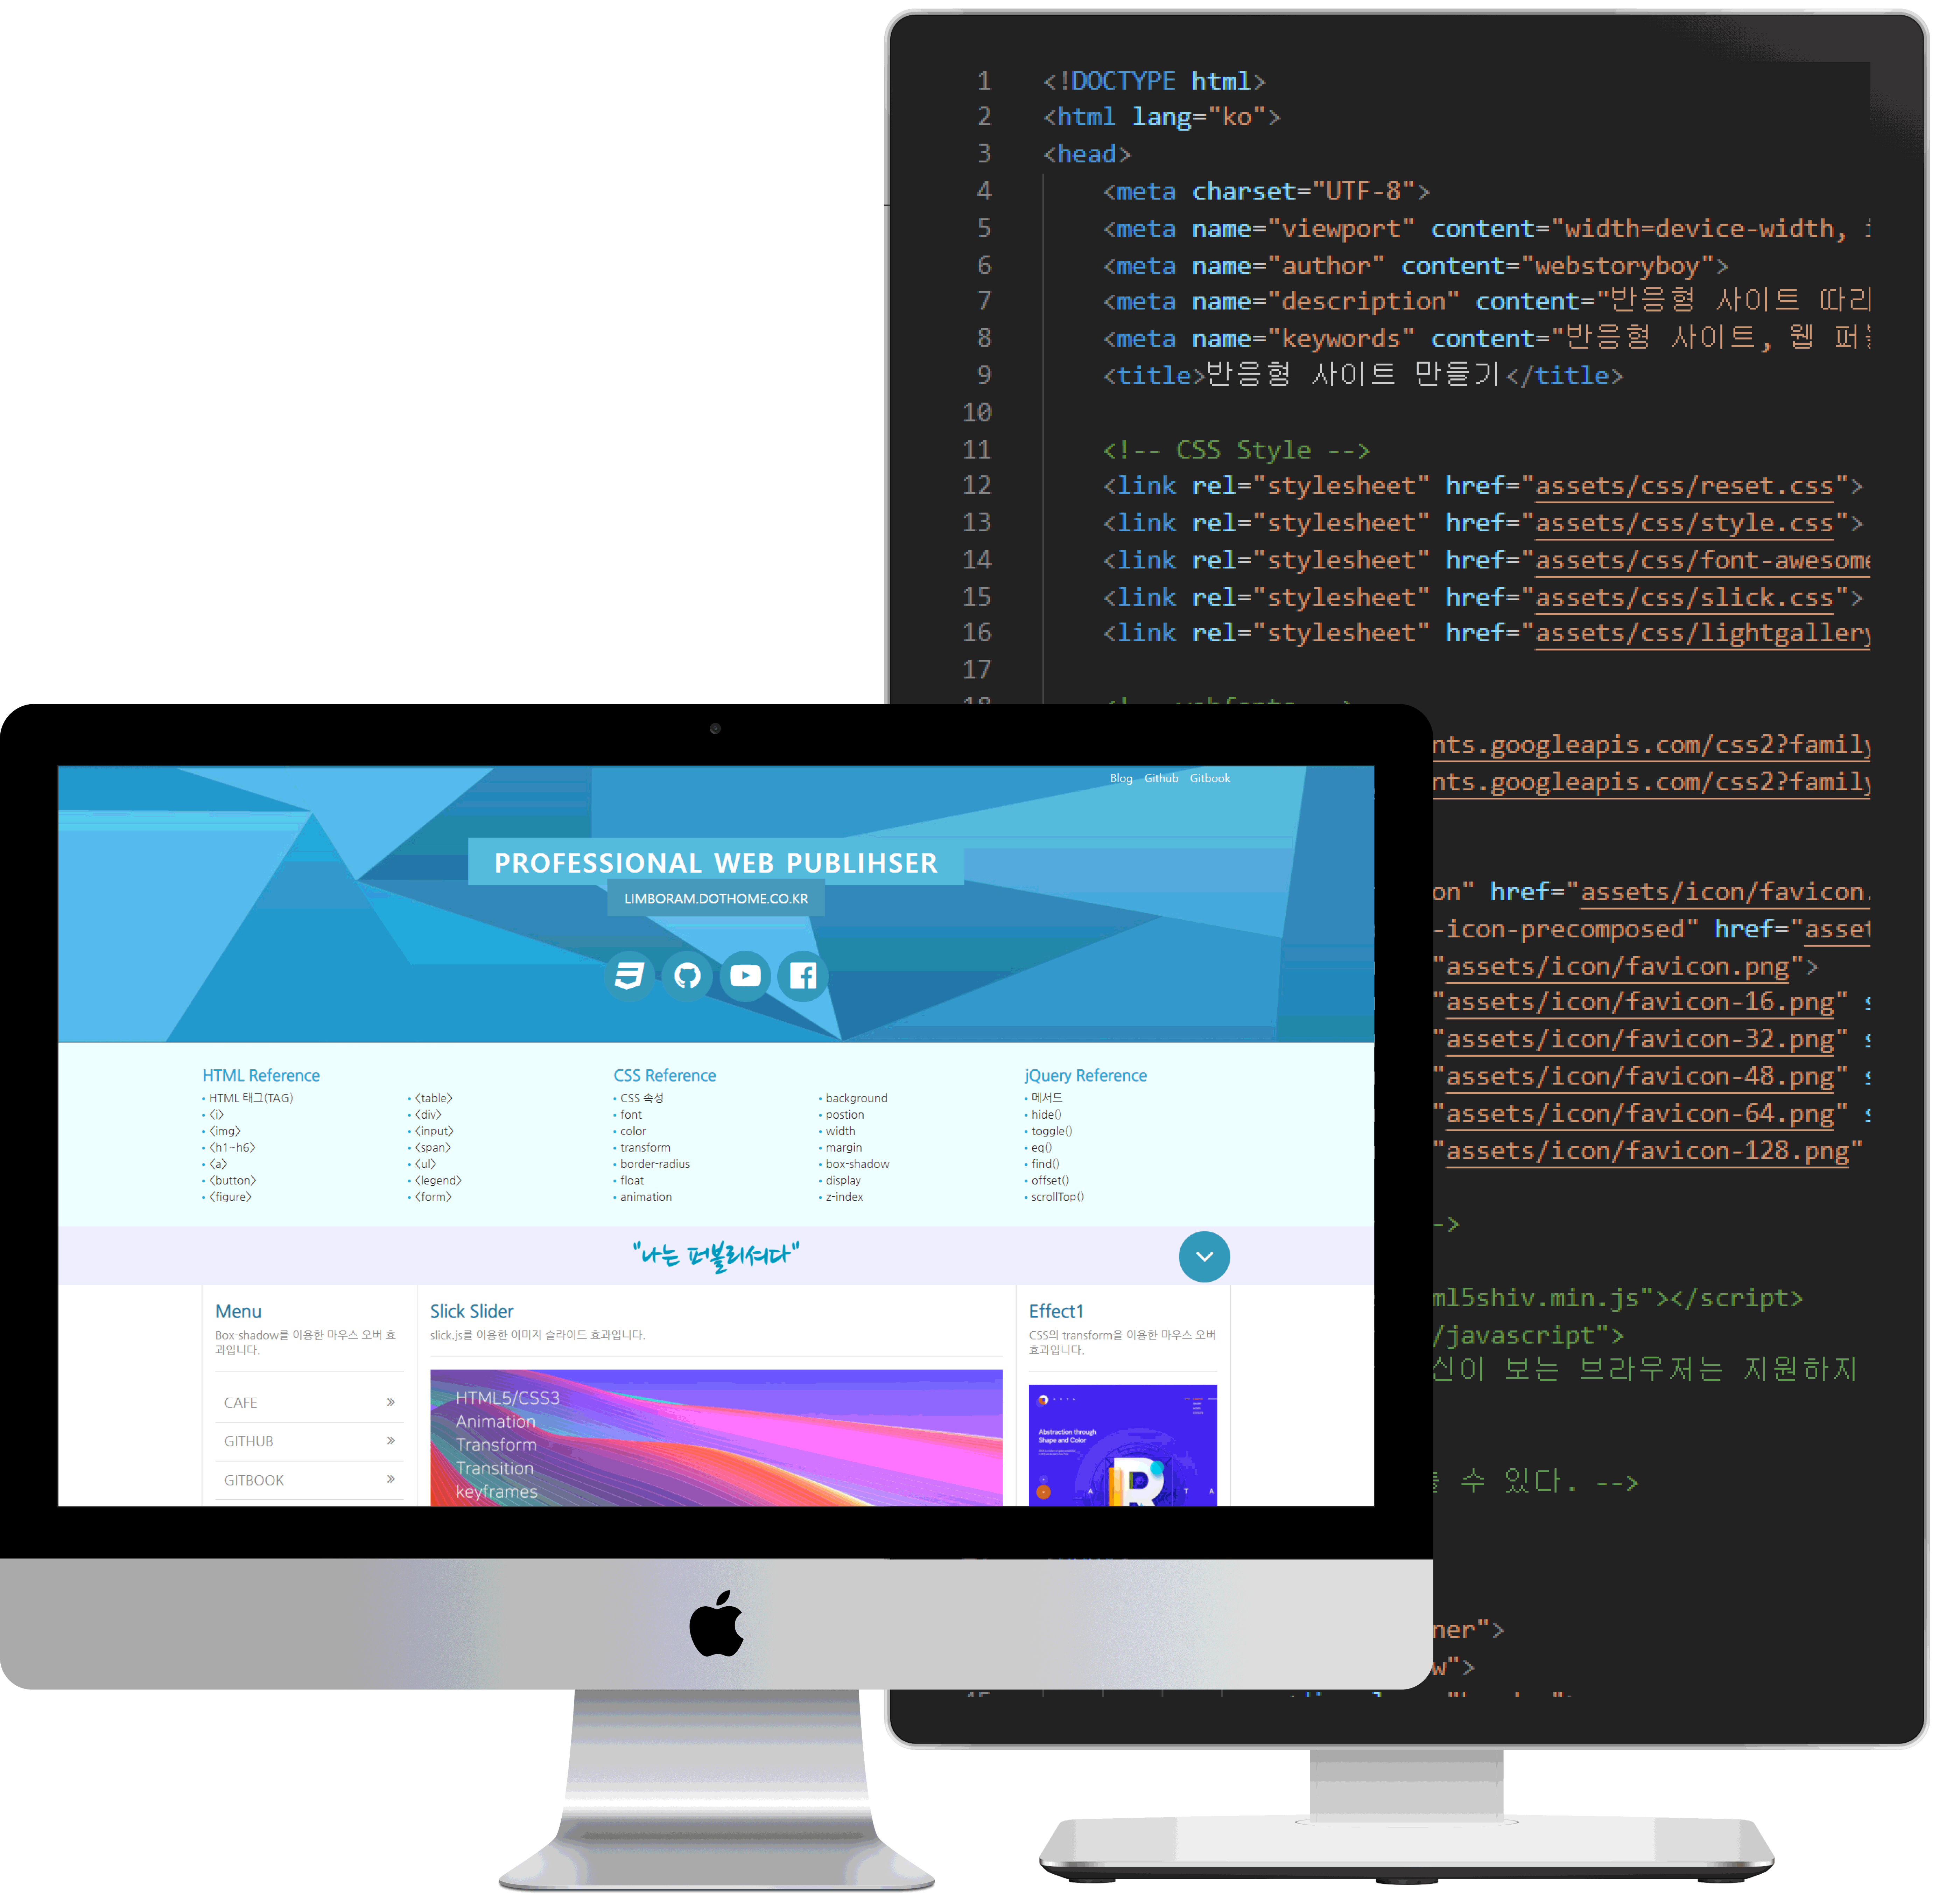 1 <!DOCTYPE html>
2 <html lang="ko">
3 <head>
4 <meta charset="UTF-8">
5 <meta name="viewport" content="width=device-width,
6 <meta name="author" content="webstoryboy">
7 <meta name="description" content="반응형 사이트 따라
8 <meta name="keywords" content="반응형 사이트, 웹
9 <title>반응형 사이트 만들기</title>
10
11 <!-- CSS Style -->
12 <link rel="stylesheet" href="assets/css/reset.css">
13 <link rel="stylesheet" href="assets/css/style.css">
14 <link rel="stylesheet" href="assets/css/font-awesome
15 <link rel="stylesheet" href="assets/css/slick.css">
16 <link rel="stylesheet" href="assets/css/lightgallery
17
nts.googleapis.com/css2?family
nts.googleapis.com/css2?family
on" href="assets/icon/favicon.
-icon-precomposed" href="asset
"assets/icon/favicon.png">
"assets/icon/favicon-16.png"
"assets/icon/favicon-32.png"
"assets/icon/favicon-48.png"
"assets/icon/favicon-64.png"
"assets/icon/favicon-128.png"
->
ml5shiv.min.js"></script>
/javascript">
신이 보는 브라우저는 지원하지
수 있다. -->
ner">
w">
Blog Github Gitbook
PROFESSIONAL WEB PUBLIHSER
LIMBORAM.DOTHOME.CO.KR
HTML Reference
• HTML 태그(TAG)
• <i>
• <img>
• <h1~h6>
• <a>
• <button>
• <figure>
• <table>
• <div>
• <input>
• <span>
• <ul>
• <legend>
• <form>
CSS Reference
• CSS 속성
• font
• color
• transform
• border-radius
• float
• animation
• background
• postion
• width
• margin
• box-shadow
• display
• z-index
jQuery Reference
• 메서드
• hide()
• toggle()
• eq()
• find()
• offset()
• scrollTop()
"나는 퍼블리셔다"
Menu
Box-shadow를 이용한 마우스 오버 효
과입니다.
CAFE »
GITHUB »
GITBOOK »
Slick Slider
slick.js를 이용한 이미지 슬라이드 효과입니다.
HTML5/CSS3
Animation
Transform
Transition
keyframes
Effect1
CSS의 transform을 이용한 마우스 오버
효과입니다.
Abstraction through
Shape and Color
R
A T A